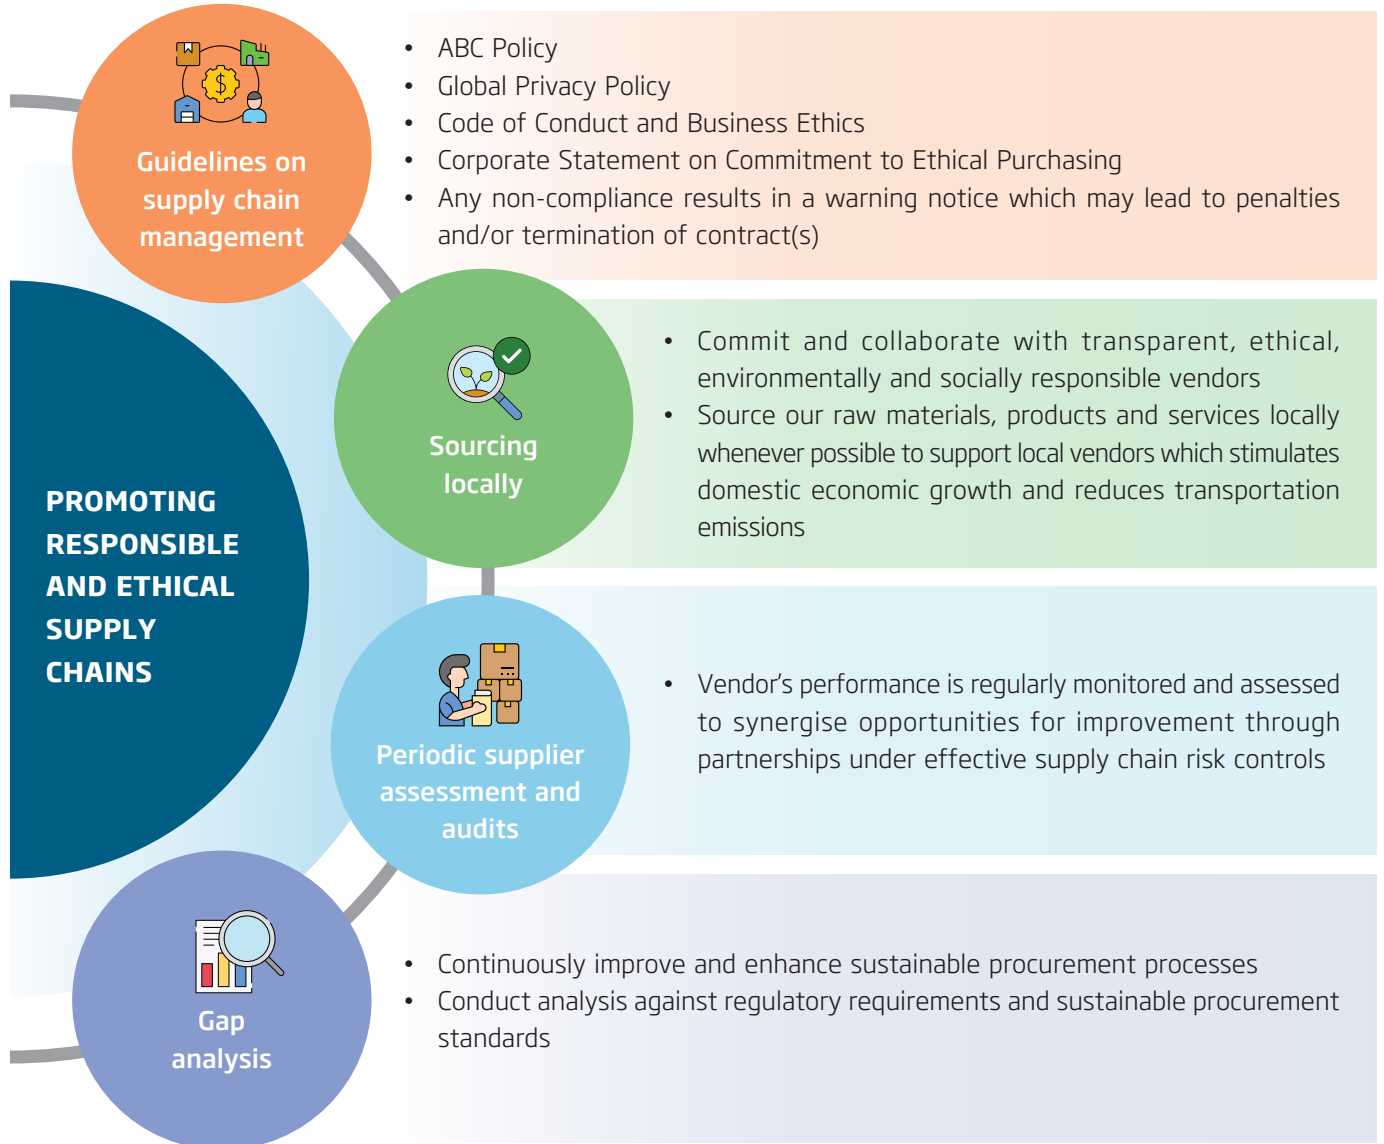 PROMOTING
RESPONSIBLE
AND ETHICAL
SUPPLY
CHAINS
Guidelines on
supply chain
management
• ABC Policy
• Global Privacy Policy
• Code of Conduct and Business Ethics
• Corporate Statement on Commitment to Ethical Purchasing
• Any non-compliance results in a warning notice which may lead to penalties
and/or termination of contract(s)
Sourcing
locally
• Commit and collaborate with transparent, ethical,
environmentally and socially responsible vendors
• Source our raw materials, products and services locally
whenever possible to support local vendors which stimulates
domestic economic growth and reduces transportation
emissions
Periodic supplier
assessment and
audits
• Vendor's performance is regularly monitored and assessed
to synergise opportunities for improvement through
partnerships under effective supply chain risk controls
Gap
analysis
• Continuously improve and enhance sustainable procurement processes
• Conduct analysis against regulatory requirements and sustainable procurement
standards